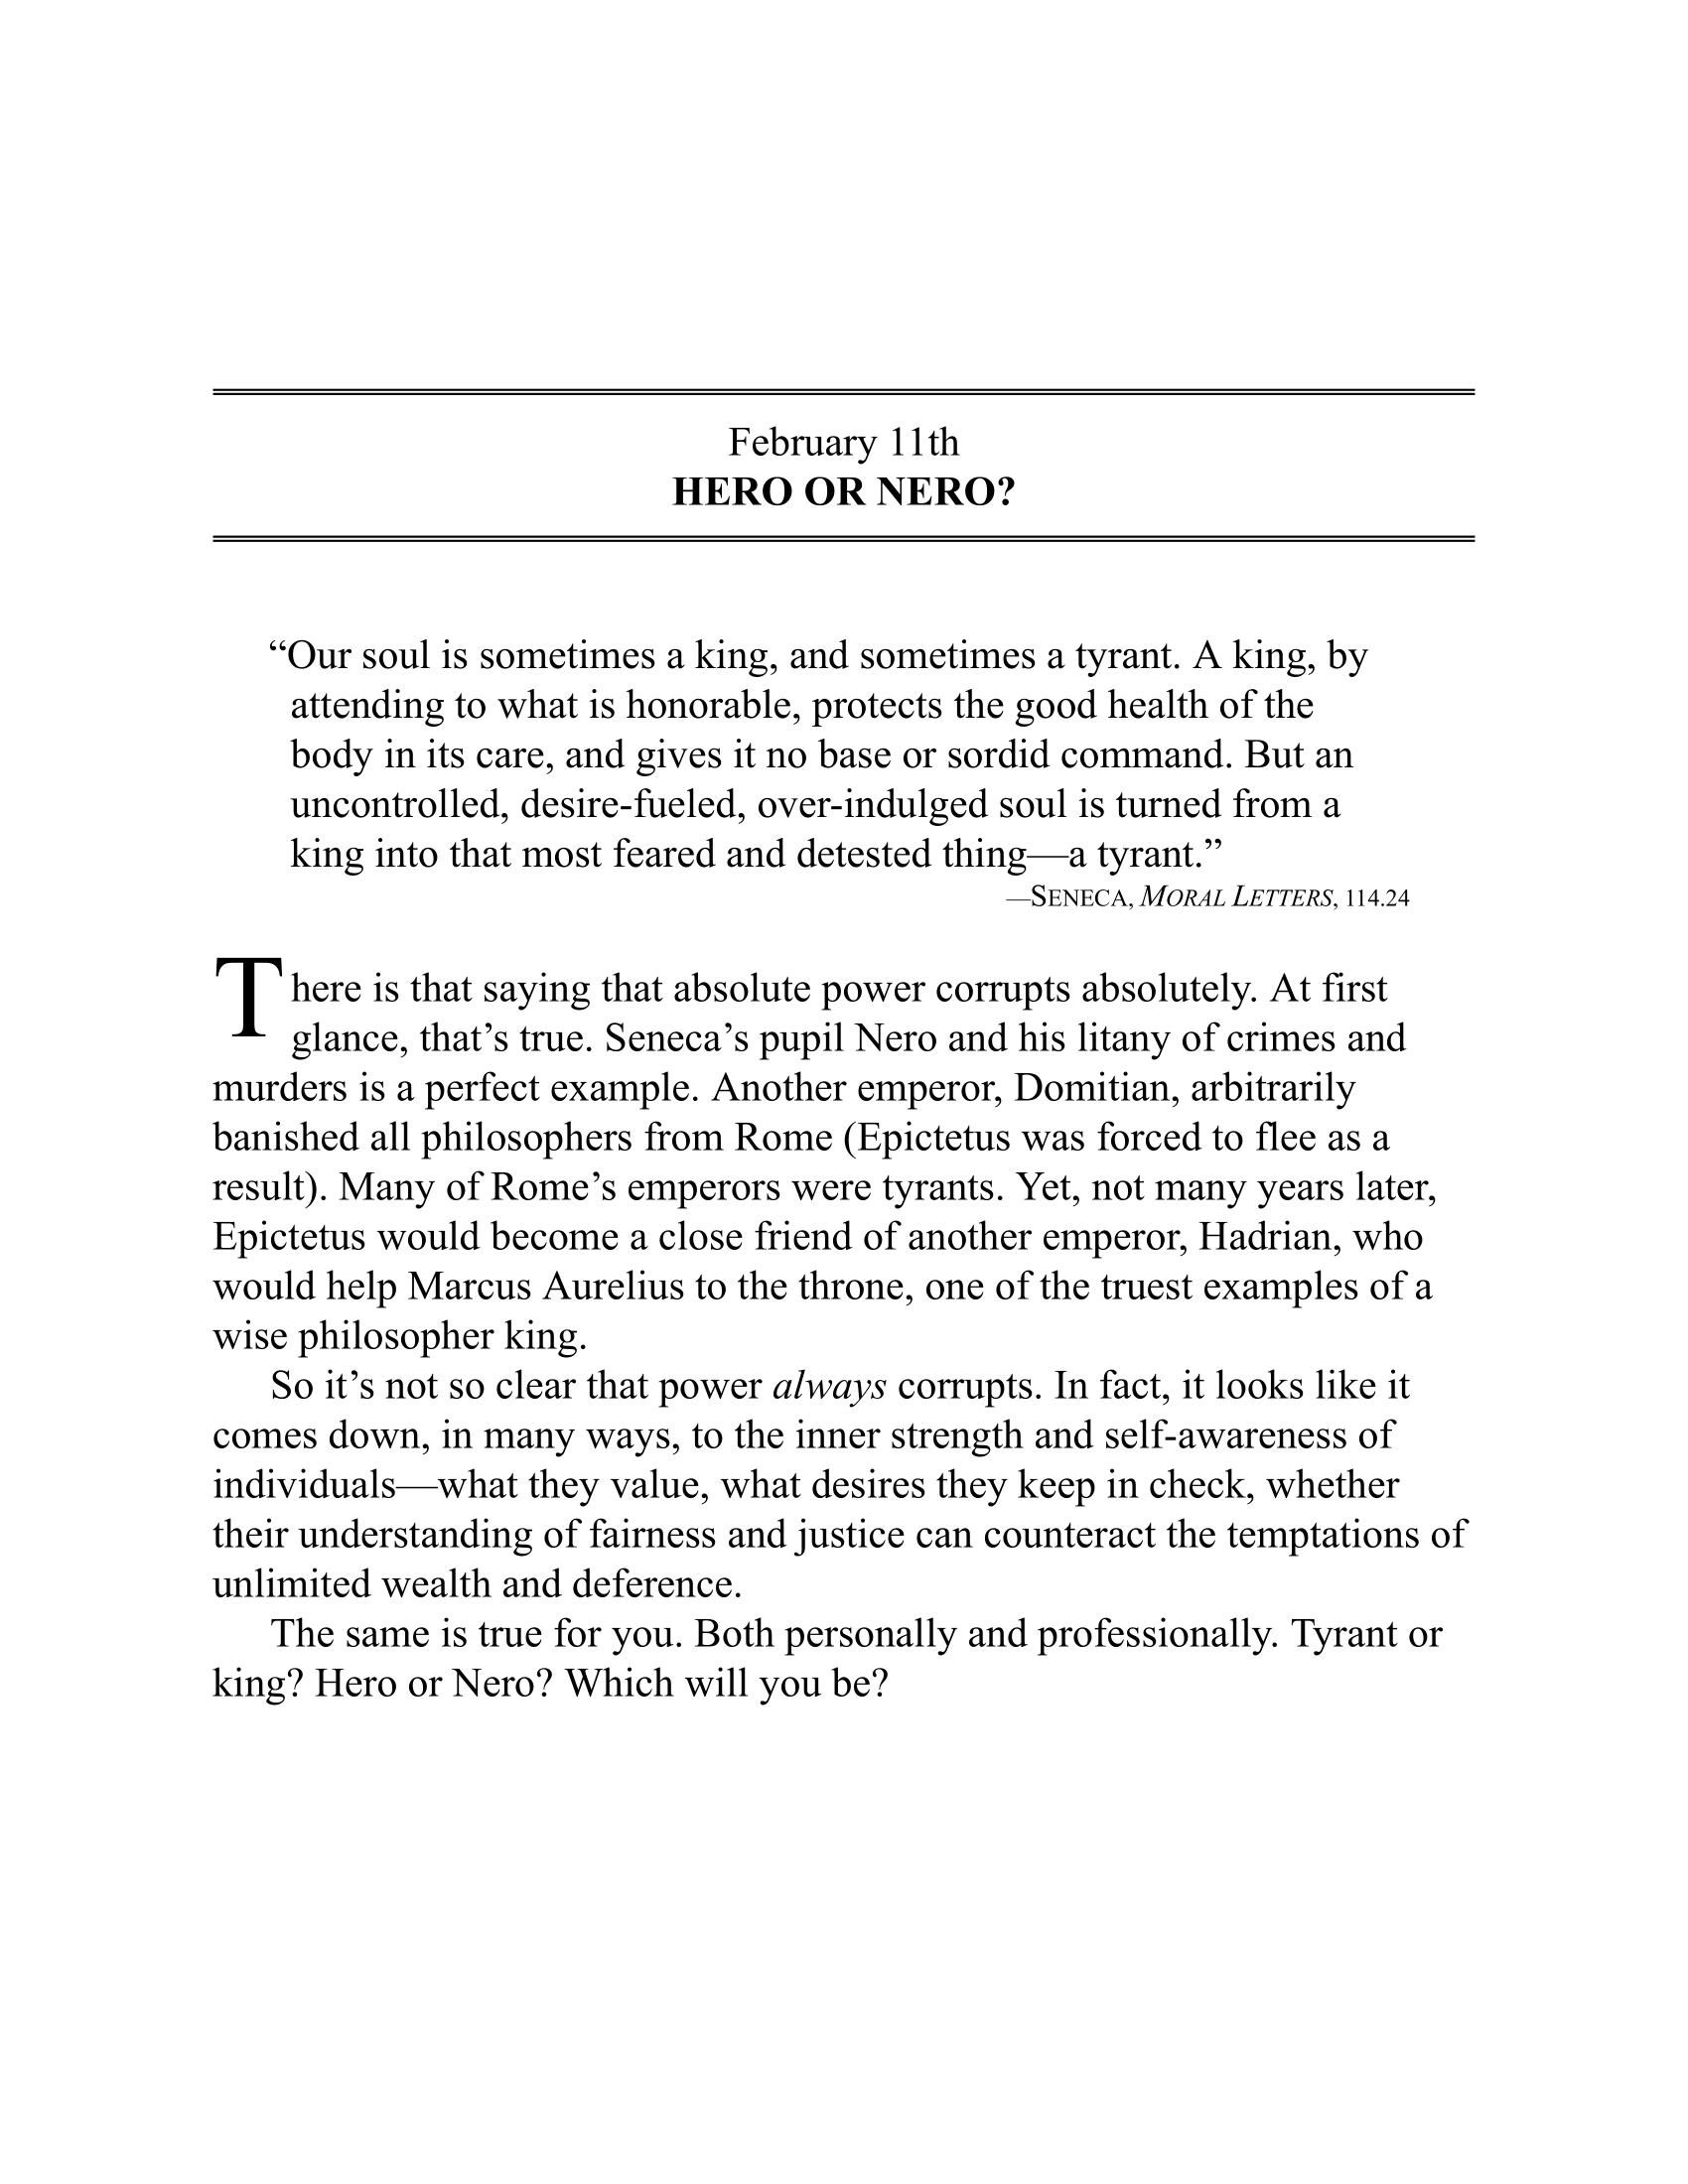 February 11th
HERO OR NERO?
“Our soul is sometimes a king, and sometimes a tyrant. A king, by
attending to what is honorable, protects the good health of the
body in its care, and gives it no base or sordid command. But an
uncontrolled, desire-fueled, over-indulged soul is turned from a
king into that most feared and detested thing—a tyrant.”
—SENECA, MORAL LETTERS, 114.24
There is that saying that absolute power corrupts absolutely. At first
glance, that’s true. Seneca’s pupil Nero and his litany of crimes and
murders is a perfect example. Another emperor, Domitian, arbitrarily
banished all philosophers from Rome (Epictetus was forced to flee as a
result). Many of Rome’s emperors were tyrants. Yet, not many years later,
Epictetus would become a close friend of another emperor, Hadrian, who
would help Marcus Aurelius to the throne, one of the truest examples of a
wise philosopher king.
So it’s not so clear that power always corrupts. In fact, it looks like it
comes down, in many ways, to the inner strength and self-awareness of
individuals—what they value, what desires they keep in check, whether
their understanding of fairness and justice can counteract the temptations of
unlimited wealth and deference.
The same is true for you. Both personally and professionally. Tyrant or
king? Hero or Nero? Which will you be?